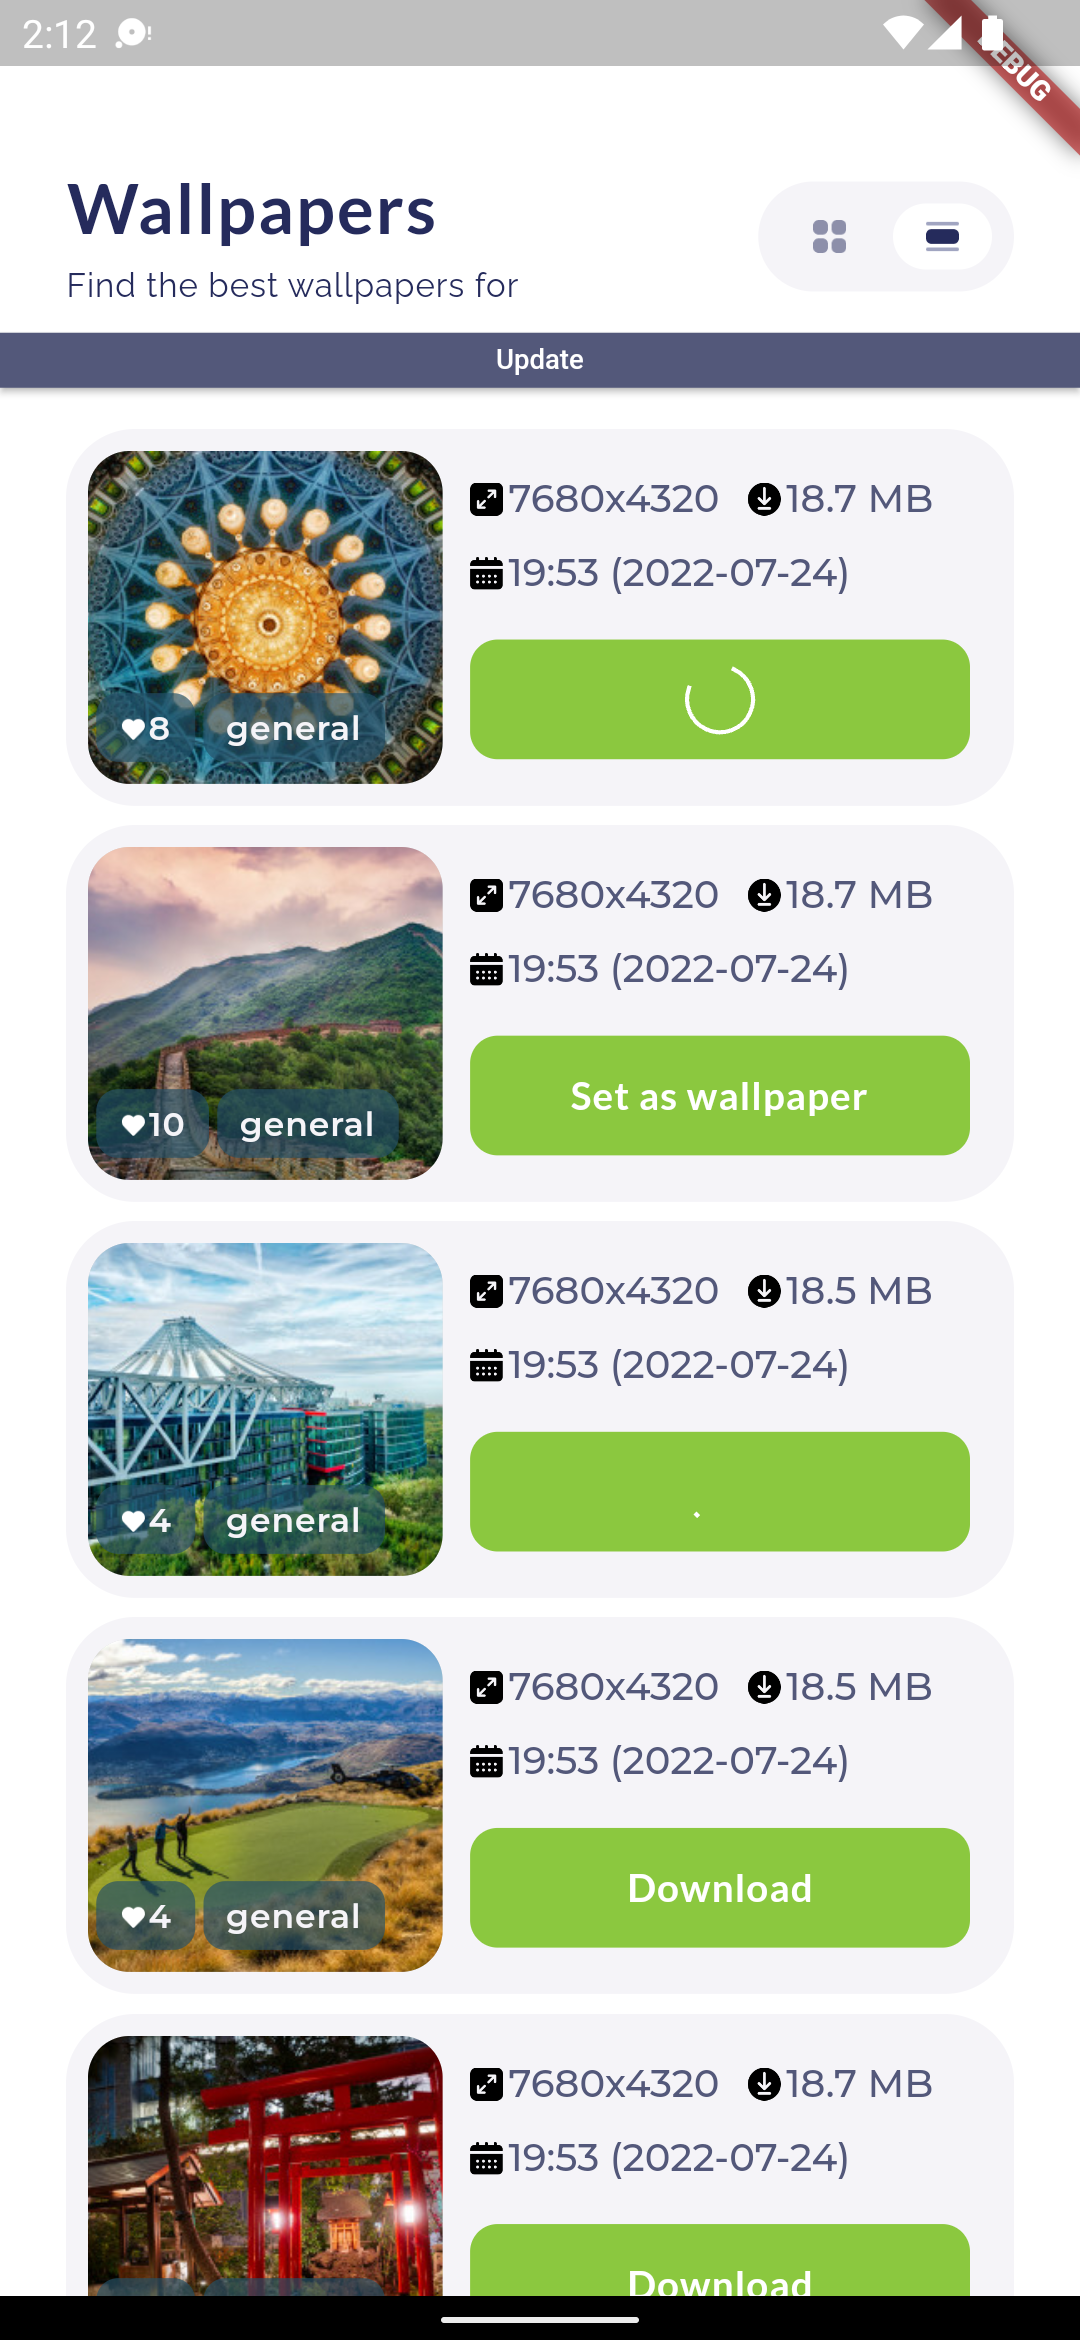 2:12
DEBUG
Wallpapers
Find the best wallpapers for
Update
7680x4320 18.7 MB
19:53 (2022-07-24)
8 general
7680x4320 18.7 MB
19:53 (2022-07-24)
Set as wallpaper
10 general
7680x4320 18.5 MB
19:53 (2022-07-24)
4 general
7680x4320 18.5 MB
19:53 (2022-07-24)
Download
4 general
7680x4320 18.7 MB
19:53 (2022-07-24)
Download